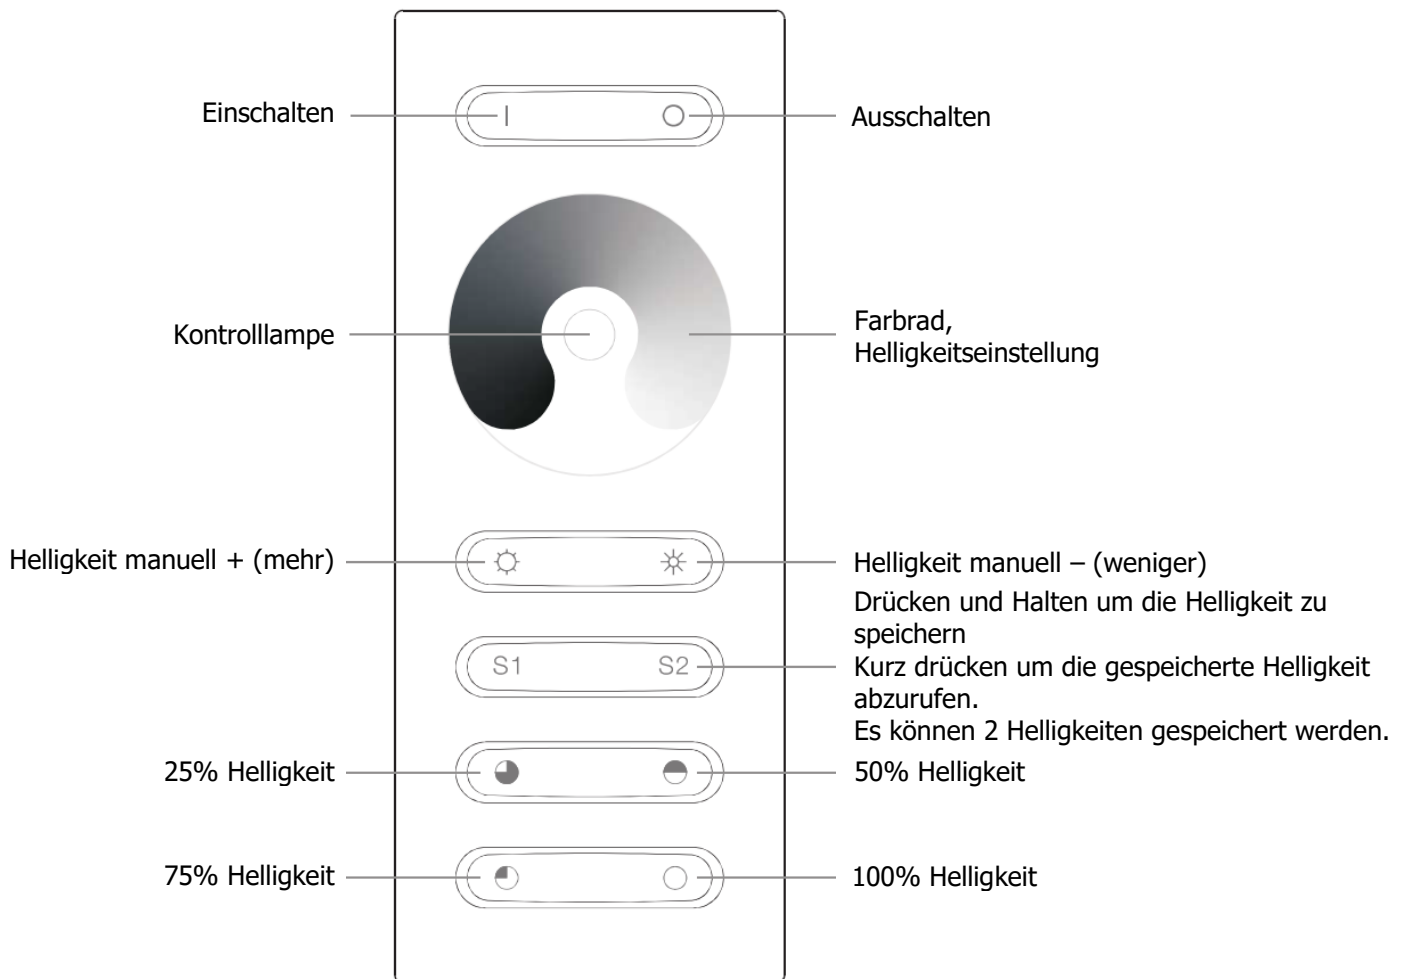 Einschalten
Ausschalten
Kontrolllampe
Farbrad,
Helligkeitseinstellung
Helligkeit manuell + (mehr)
Helligkeit manuell – (weniger)
Drücken und Halten um die Helligkeit zu
speichern
S1 S2
Kurz drücken um die gespeicherte Helligkeit
abzurufen.
Es können 2 Helligkeiten gespeichert werden.
25% Helligkeit
50% Helligkeit
75% Helligkeit
100% Helligkeit